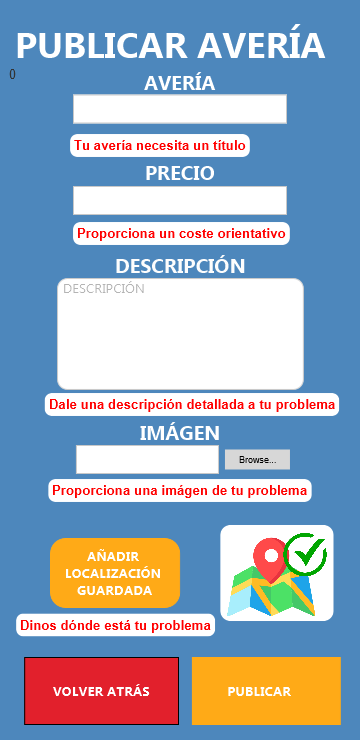 PUBLICAR AVERÍA
0
AVERÍA
Tu avería necesita un título
PRECIO
Proporciona un coste orientativo
DESCRIPCIÓN
DESCRIPCIÓN
Dale una descripción detallada a tu problema
IMÁGEN
Browse...
Proporciona una imágen de tu problema
AÑADIR
LOCALIZACIÓN
GUARDADA
Dinos dónde está tu problema
VOLVER ATRÁS
PUBLICAR